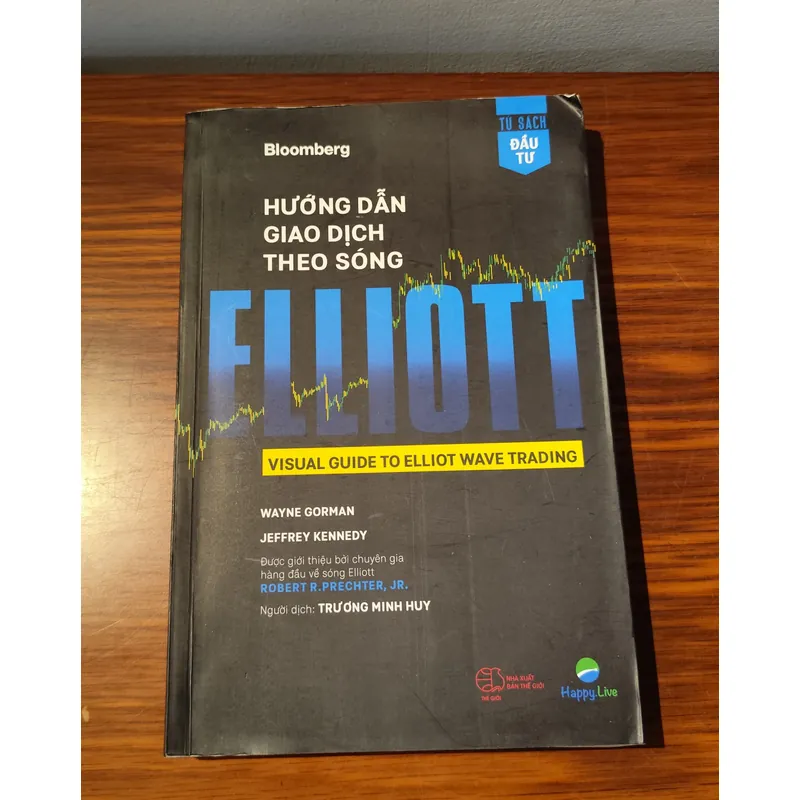 TỦ SÁCH
ĐẦU TƯ
Bloomberg
HƯỚNG DẪN
GIAO DỊCH
THEO SÓNG
ELLIOTT
VISUAL GUIDE TO ELLIOT WAVE TRADING
WAYNE GORMAN
JEFFREY KENNEDY
Được giới thiệu bởi chuyên gia
hàng đầu về sóng Elliott
ROBERT R.PRECHTER, JR.
Người dịch: TRƯƠNG MINH HUY
NHÀ XUẤT
BẢN THẾ GIỚI
THẾ GIỚI
Happy.Live